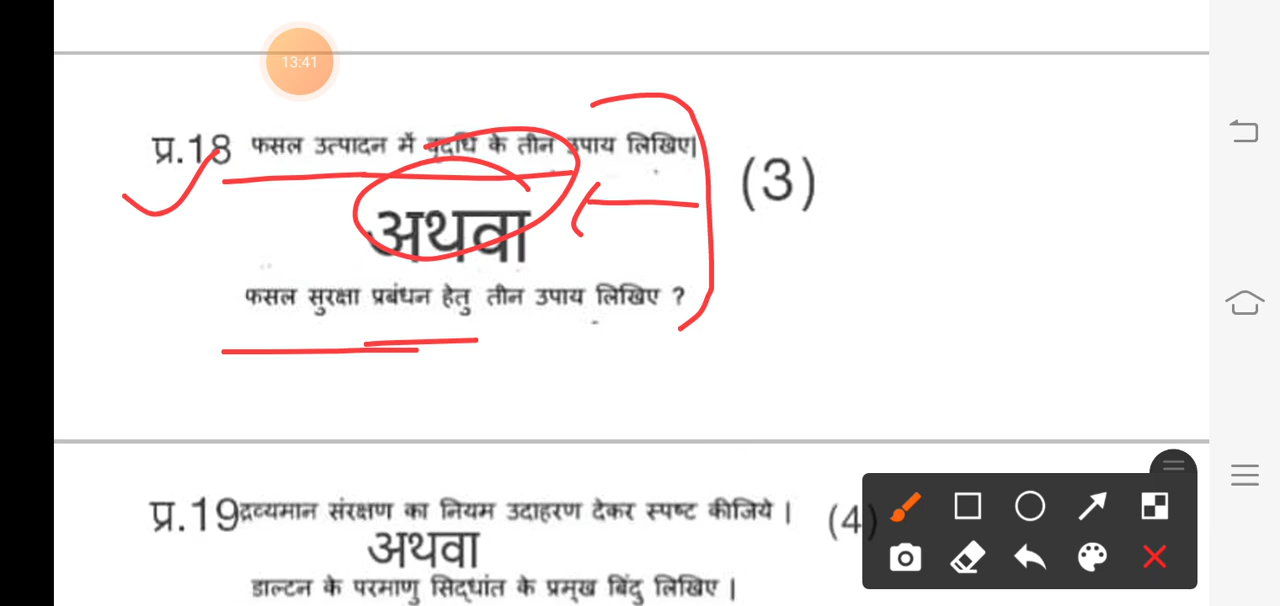 13:41
प्र.18 फसल उत्पादन में वृद्धि के तीन उपाय लिखिए|
(3)
अथवा
फसल सुरक्षा प्रबंधन हेतु तीन उपाय लिखिए ?
प्र.19 द्रव्यमान संरक्षण का नियम उदाहरण देकर स्पष्ट कीजिये | (4)
अथवा
डाल्टन के परमाणु सिद्धांत के प्रमुख बिंदु लिखिए |